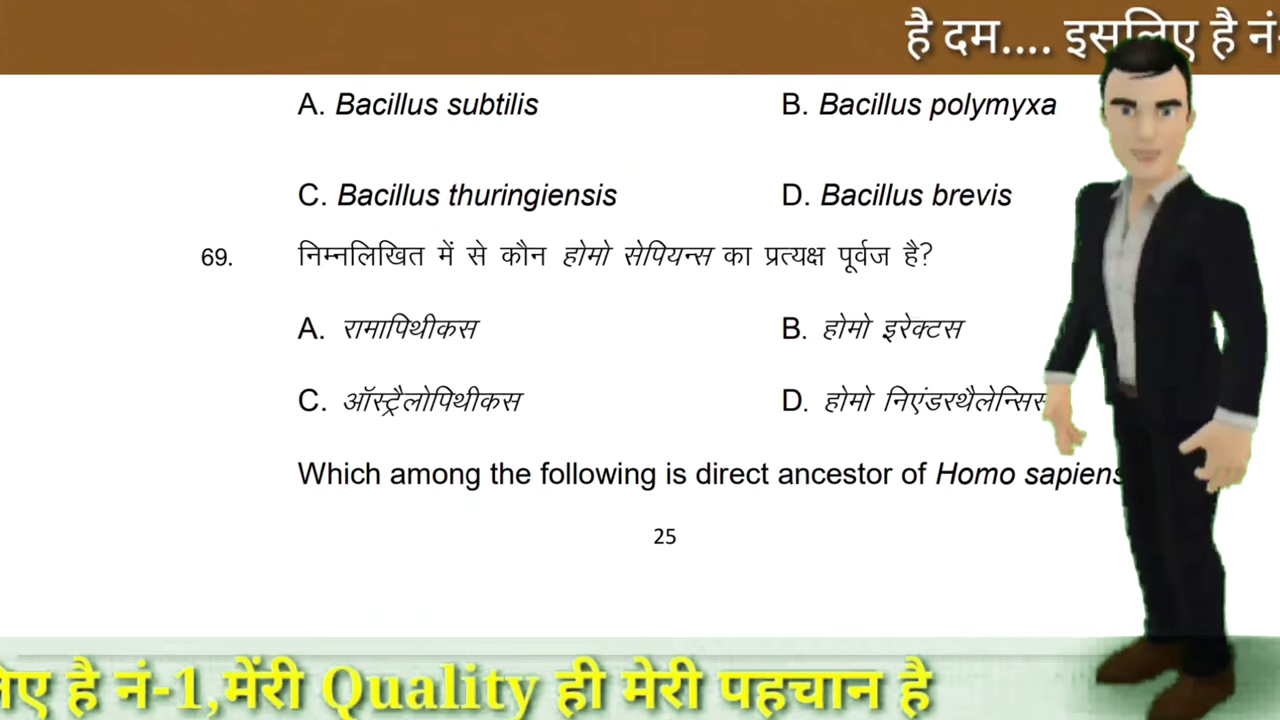 है दम.... इसलिए है नं-
A. Bacillus subtilis B. Bacillus polymyxa
C. Bacillus thuringiensis D. Bacillus brevis
69. निम्नलिखित में से कौन होमो सेपियन्स का प्रत्यक्ष पूर्वज है?
A. रामापिथीकस B. होमो इरेक्टस
C. ऑस्ट्रैलोपिथीकस D. होमो निएंडरथैलेन्सिस
Which among the following is direct ancestor of Homo sapiens
25
लिए है नं-1,मेंरी Quality ही मेरी पहचान है